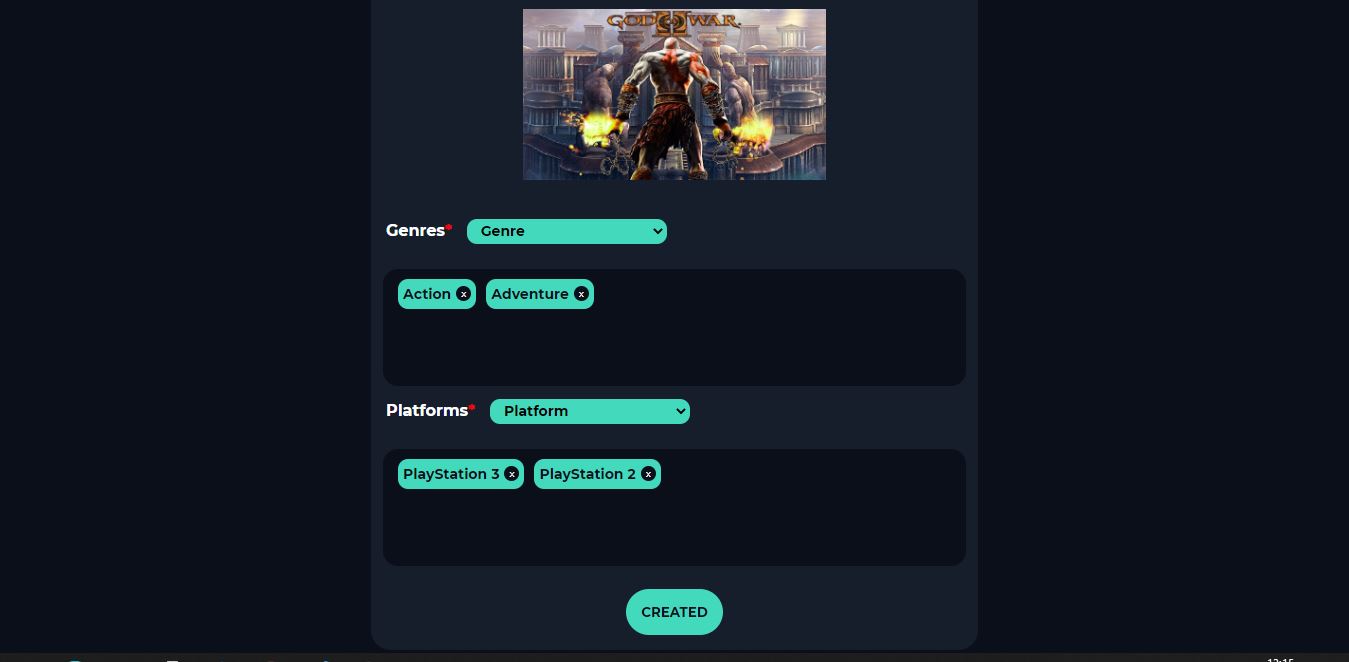 GOD OF WAR II
Genres* Genre
Action x Adventure x
Platforms* Platform
PlayStation 3 x PlayStation 2 x
CREATED